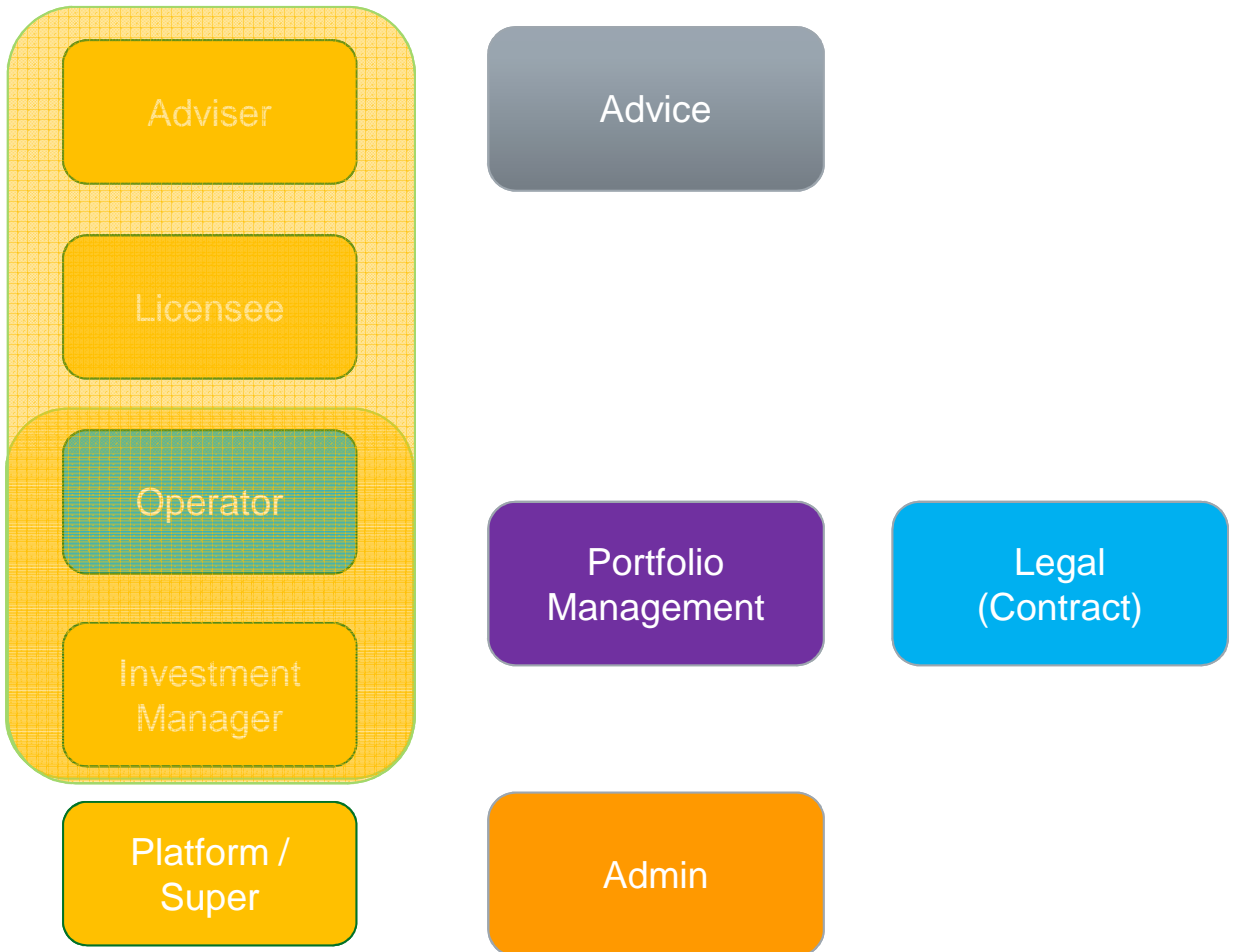 Adviser
Advice
Licensee
Operator
Portfolio
Management
Legal
(Contract)
Investment
Manager
Platform /
Super
Admin